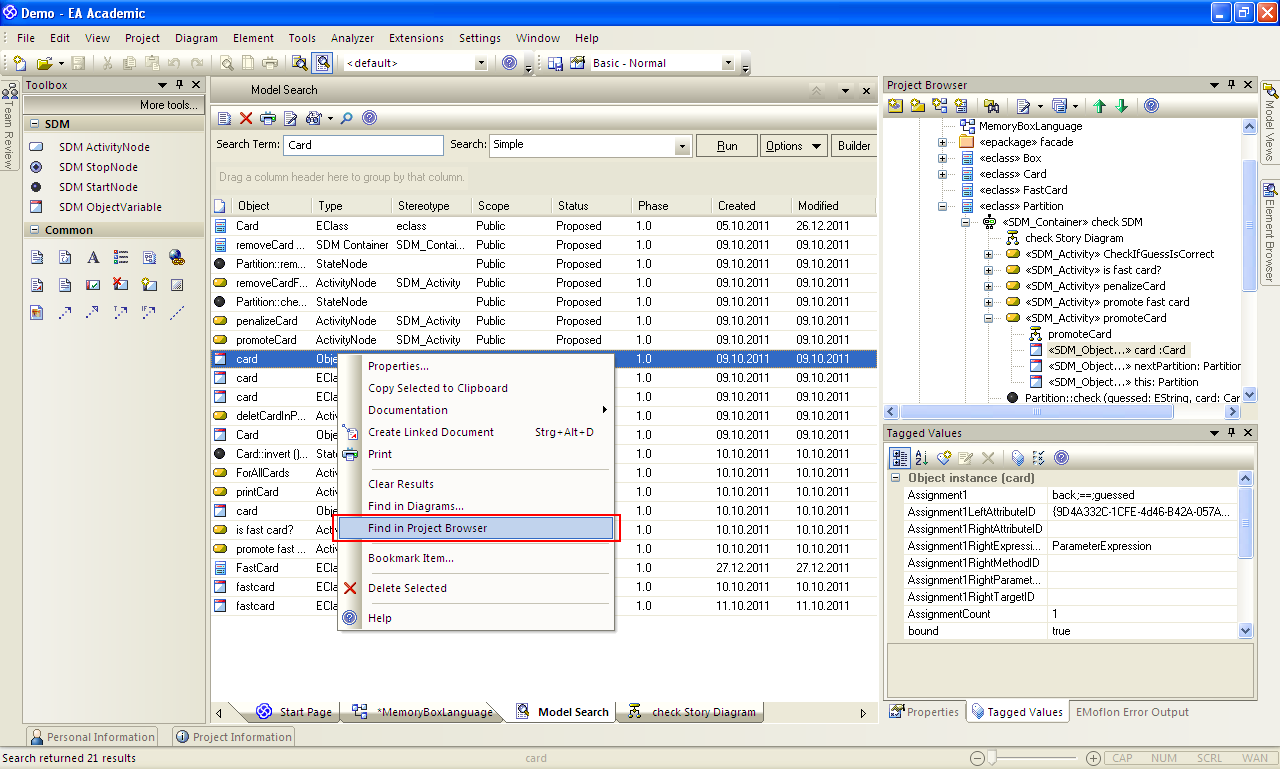 Demo - EA Academic
File Edit View Project Diagram Element Tools Analyzer Extensions Settings Window Help
<default> Basic - Normal
Team Review
Toolbox
More tools...
SDM
SDM ActivityNode
SDM StopNode
SDM StartNode
SDM ObjectVariable
Common
Model Search
Search Term: Card Search: Simple Run Options Builder
Drag a column header here to group by that column.
Object Type Stereotype Scope Status Phase Created Modified
Card EClass eclass Public Proposed 1.0 05.10.2011 26.12.2011
removeCard ... SDM Container SDM_Contai... Public Proposed 1.0 09.10.2011 09.10.2011
Partition::rem... StateNode Public Proposed 1.0 09.10.2011 09.10.2011
removeCardF... ActivityNode SDM_Activity Public Proposed 1.0 09.10.2011 09.10.2011
Partition::che... StateNode Public Proposed 1.0 09.10.2011 09.10.2011
penalizeCard ActivityNode SDM_Activity Public Proposed 1.0 09.10.2011 09.10.2011
promoteCard ActivityNode SDM_Activity Public Proposed 1.0 09.10.2011 09.10.2011
card Obje 1.0 09.10.2011 09.10.2011
card ECla 1.0 09.10.2011 09.10.2011
card ECla 1.0 09.10.2011 09.10.2011
deletCardInP... Activ 1.0 09.10.2011 09.10.2011
Card Obje 1.0 09.10.2011 09.10.2011
Card::invert ()... State 1.0 09.10.2011 09.10.2011
ForAllCards Activ 1.0 10.10.2011 10.10.2011
printCard Activ 1.0 10.10.2011 10.10.2011
card Obje 1.0 10.10.2011 10.10.2011
is fast card? Activ 1.0 10.10.2011 10.10.2011
promote fast ... Activ 1.0 10.10.2011 10.10.2011
FastCard ECla 1.0 27.12.2011 27.12.2011
fastcard ECla 1.0 10.10.2011 10.10.2011
fastcard ECla 1.0 11.10.2011 11.10.2011
Properties...
Copy Selected to Clipboard
Documentation
Create Linked Document Strg+Alt+D
Print
Clear Results
Find in Diagrams...
Find in Project Browser
Bookmark Item...
Delete Selected
Help
Start Page *MemoryBoxLanguage Model Search check Story Diagram
Project Browser
MemoryBoxLanguage
«epackage» facade
«eclass» Box
«eclass» Card
«eclass» FastCard
«eclass» Partition
«SDM_Container» check SDM
check Story Diagram
«SDM_Activity» CheckIfGuessIsCorrect
«SDM_Activity» is fast card?
«SDM_Activity» penalizeCard
«SDM_Activity» promote fast card
«SDM_Activity» promoteCard
promoteCard
«SDM_Object...» card :Card
«SDM_Object...» nextPartition: Partition
«SDM_Object...» this: Partition
Partition::check (guessed: EString, card: Car
Tagged Values
Object instance (card)
Assignment1 back;==;guessed
Assignment1LeftAttributeID {9D4A332C-1CFE-4d46-B42A-057A...
Assignment1RightAttributeID
Assignment1RightExpressi... ParameterExpression
Assignment1RightMethodID
Assignment1RightParamet...
Assignment1RightTargetID
AssignmentCount 1
bound true
Properties Tagged Values EMoflon Error Output
Model Views
Element Browser
Personal Information Project Information
Search returned 21 results card CAP NUM SCRL WAN